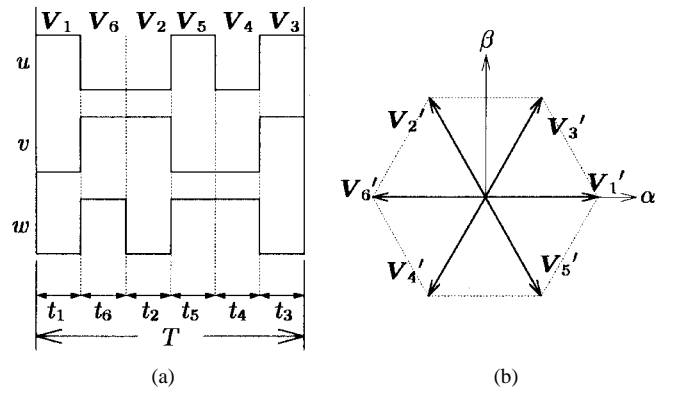 V₁ V₆ V₂ V₅ V₄ V₃
u
v
w
t₁ t₆ t₂ t₅ t₄ t₃
T
(a)
β
V₂′ V₃′
V₆′ V₁′ α
V₄′ V₅′
(b)